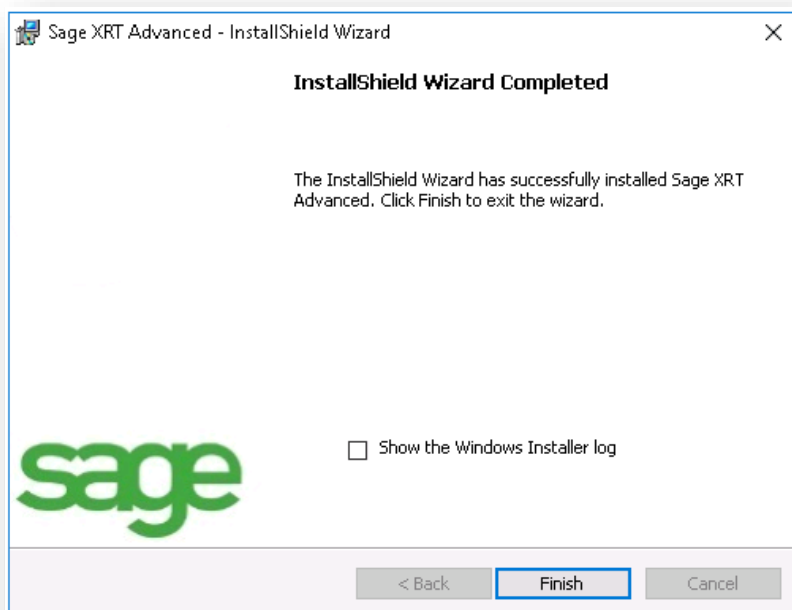 Sage XRT Advanced - InstallShield Wizard
InstallShield Wizard Completed
The InstallShield Wizard has successfully installed Sage XRT
Advanced. Click Finish to exit the wizard.
Show the Windows Installer log
sage
< Back
Finish
Cancel